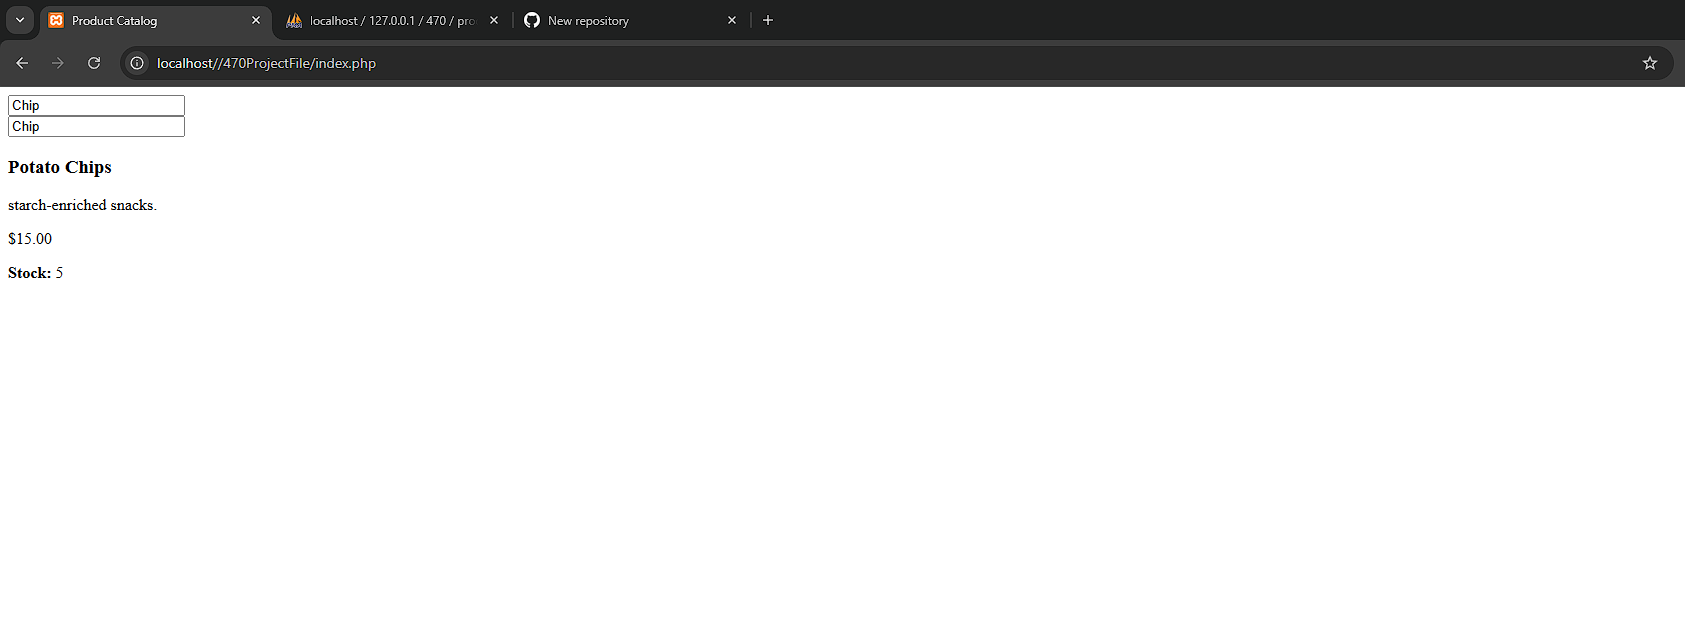 Product Catalog
localhost / 127.0.0.1 / 470 / pro
New repository
localhost//470ProjectFile/index.php
Chip
Chip
Potato Chips
starch-enriched snacks.
$15.00
Stock: 5